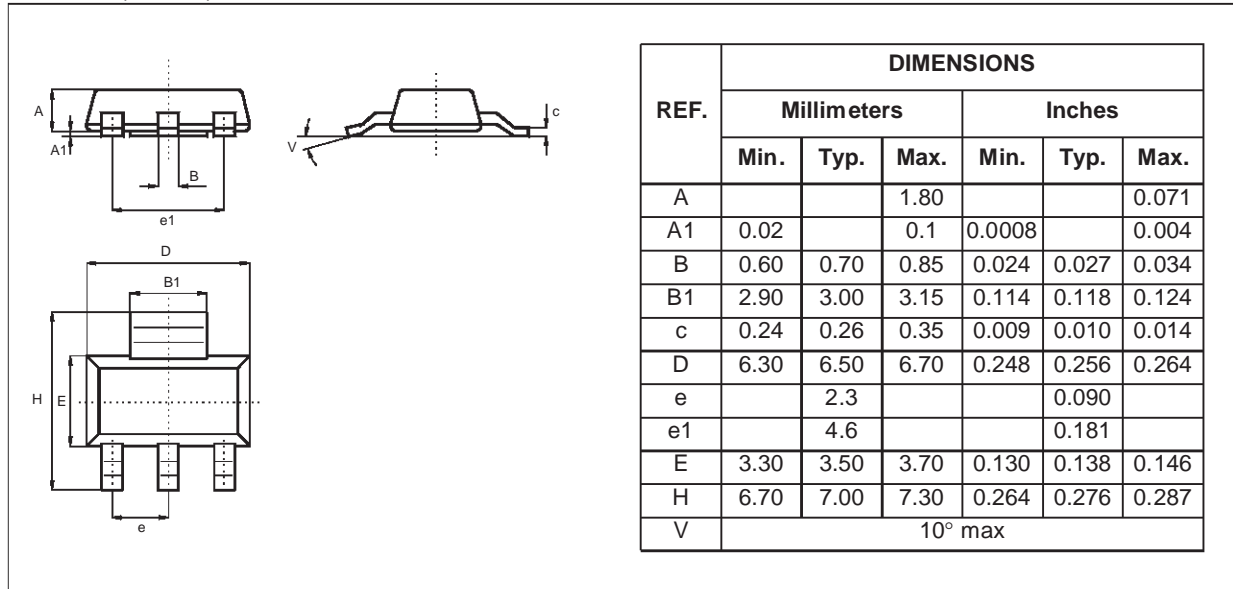 A
A1
B
e1
V
c
D
B1
H
E
e
DIMENSIONS
REF. Millimeters Inches
Min. Typ. Max. Min. Typ. Max.
A 1.80 0.071
A1 0.02 0.1 0.0008 0.004
B 0.60 0.70 0.85 0.024 0.027 0.034
B1 2.90 3.00 3.15 0.114 0.118 0.124
c 0.24 0.26 0.35 0.009 0.010 0.014
D 6.30 6.50 6.70 0.248 0.256 0.264
e 2.3 0.090
e1 4.6 0.181
E 3.30 3.50 3.70 0.130 0.138 0.146
H 6.70 7.00 7.30 0.264 0.276 0.287
V 10° max